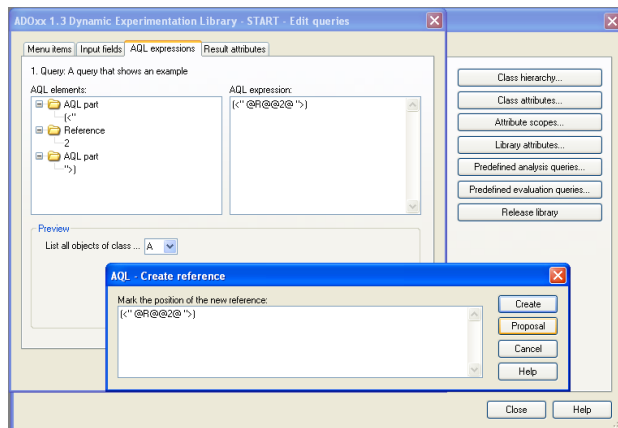 ADOxx 1.3 Dynamic Experimentation Library - START - Edit queries
Menu items Input fields AQL expressions Result attributes
1. Query: A query that shows an example
AQL elements: AQL expression:
AQL part
(<"
Reference
2
AQL part
">)
(<" @R@@2@ ">)
Class hierarchy...
Class attributes...
Attribute scopes...
Library attributes...
Predefined analysis queries...
Predefined evaluation queries...
Release library
Preview
List all objects of class ... A
AQL - Create reference
Mark the position of the new reference:
(<" @R@@2@ ">)
Create
Proposal
Cancel
Help
Close Help